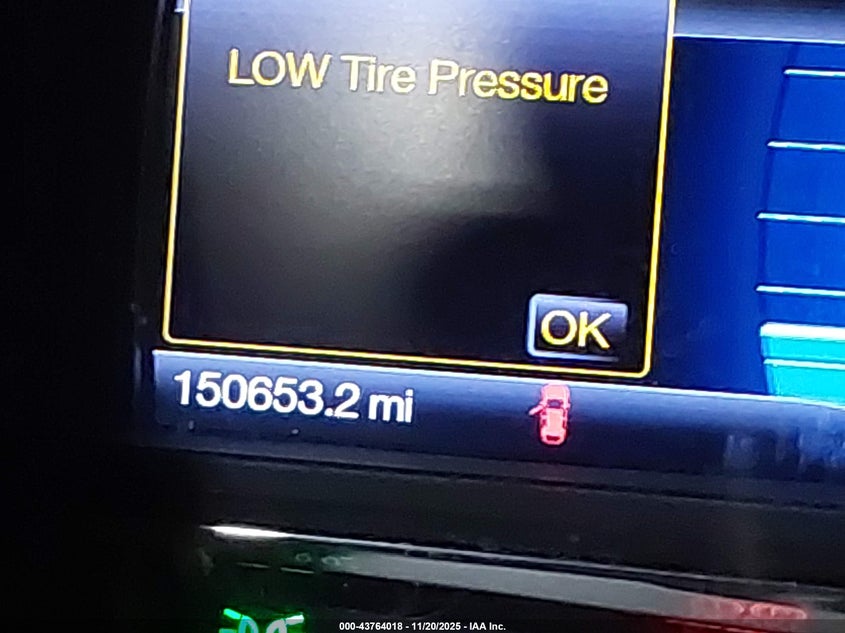 LOW Tire Pressure
OK
150653.2 mi
000-43764018 - 11/20/2025 - IAA Inc.